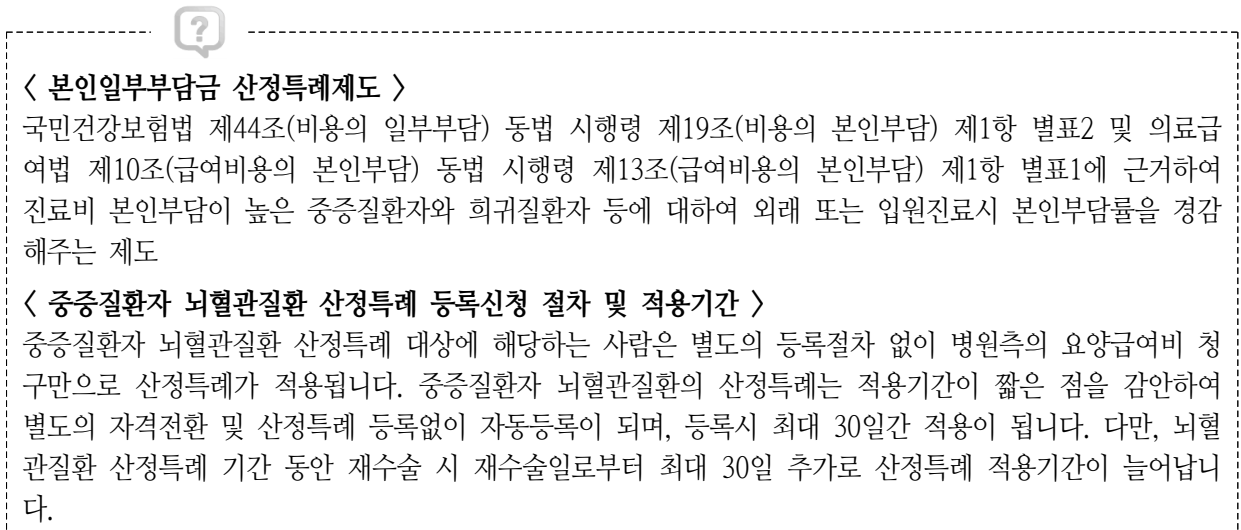 ?
〈 본인일부부담금 산정특례제도 〉
국민건강보험법 제44조(비용의 일부부담) 동법 시행령 제19조(비용의 본인부담) 제1항 별표2 및 의료급
여법 제10조(급여비용의 본인부담) 동법 시행령 제13조(급여비용의 본인부담) 제1항 별표1에 근거하여
진료비 본인부담이 높은 중증질환자와 희귀질환자 등에 대하여 외래 또는 입원진료시 본인부담률을 경감
해주는 제도
〈 중증질환자 뇌혈관질환 산정특례 등록신청 절차 및 적용기간 〉
중증질환자 뇌혈관질환 산정특례 대상에 해당하는 사람은 별도의 등록절차 없이 병원측의 요양급여비 청
구만으로 산정특례가 적용됩니다. 중증질환자 뇌혈관질환의 산정특례는 적용기간이 짧은 점을 감안하여
별도의 자격전환 및 산정특례 등록없이 자동등록이 되며, 등록시 최대 30일간 적용이 됩니다. 다만, 뇌혈
관질환 산정특례 기간 동안 재수술 시 재수술일로부터 최대 30일 추가로 산정특례 적용기간이 늘어납니
다.